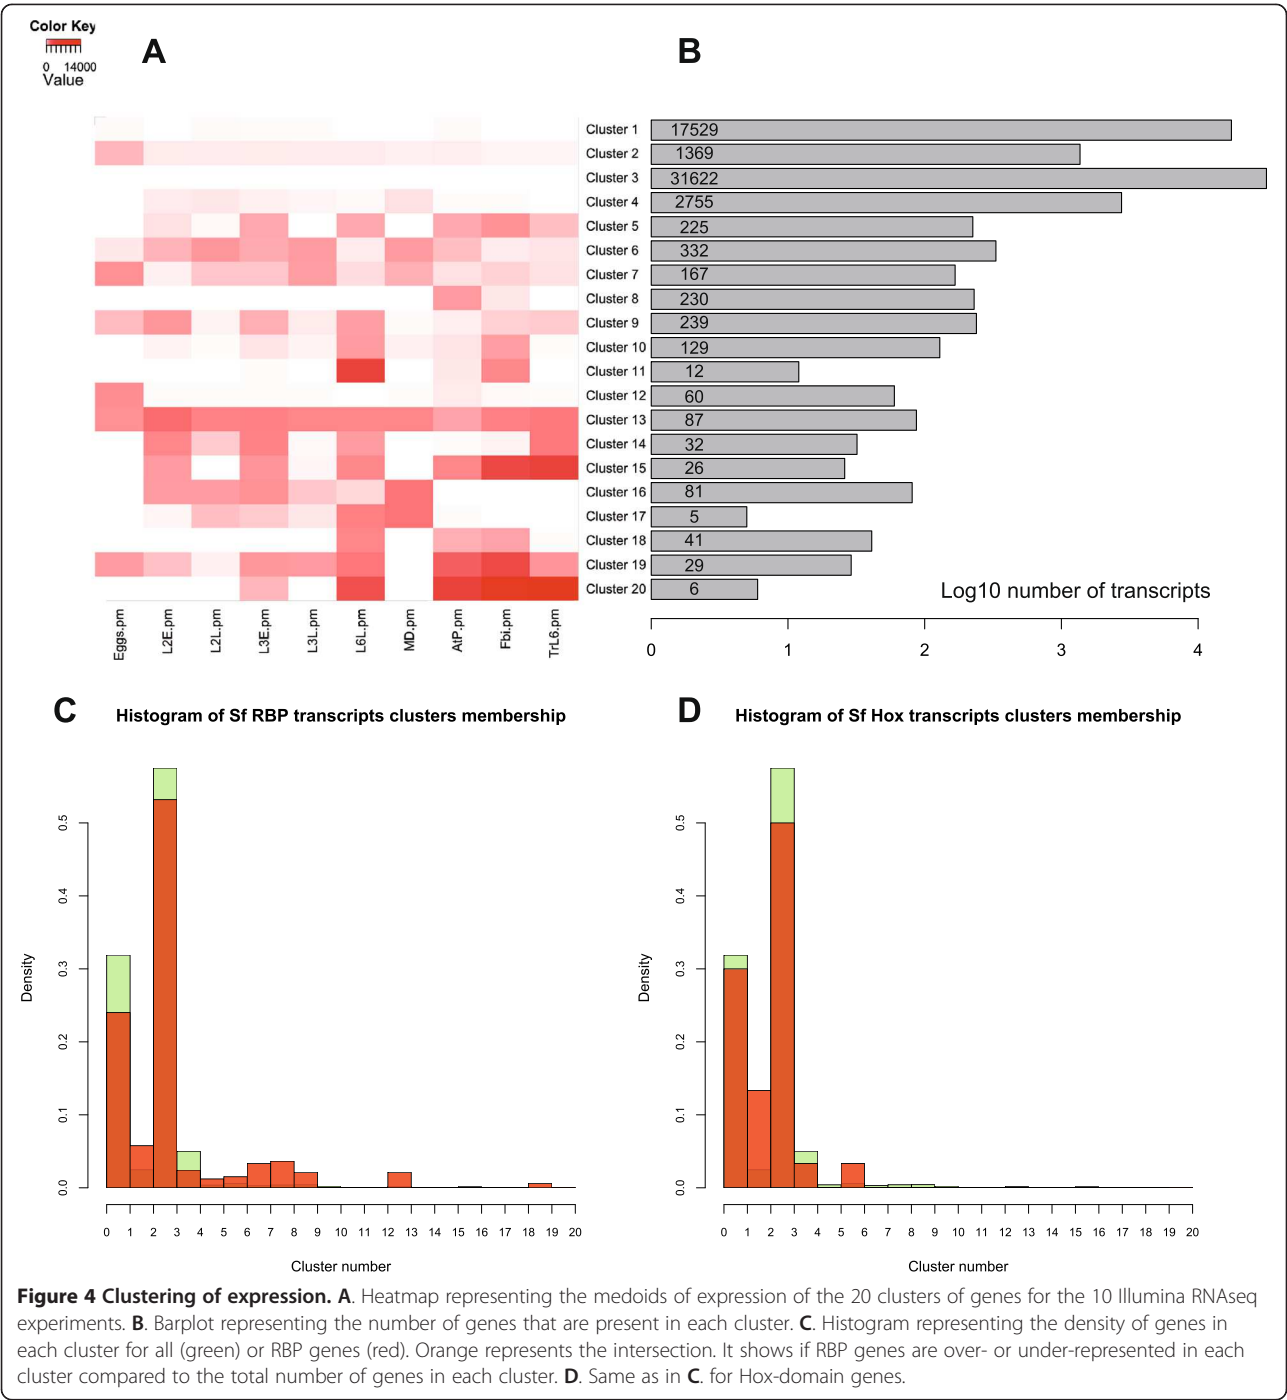 Color Key
0 14000
Value
A
B
Cluster 1 17529
Cluster 2 1369
Cluster 3 31622
Cluster 4 2755
Cluster 5 225
Cluster 6 332
Cluster 7 167
Cluster 8 230
Cluster 9 239
Cluster 10 129
Cluster 11 12
Cluster 12 60
Cluster 13 87
Cluster 14 32
Cluster 15 26
Cluster 16 81
Cluster 17 5
Cluster 18 41
Cluster 19 29
Cluster 20 6
Log10 number of transcripts
0 1 2 3 4
Eggs.pm
L2E.pm
L2L.pm
L3E.pm
L3L.pm
L6L.pm
MD.pm
AtP.pm
Fbi.pm
TrL6.pm
C
Histogram of Sf RBP transcripts clusters membership
Density
0.5
0.4
0.3
0.2
0.1
0.0
0 1 2 3 4 5 6 7 8 9 10 11 12 13 14 15 16 17 18 19 20
Cluster number
D
Histogram of Sf Hox transcripts clusters membership
Density
0.5
0.4
0.3
0.2
0.1
0.0
0 1 2 3 4 5 6 7 8 9 10 11 12 13 14 15 16 17 18 19 20
Cluster number
Figure 4 Clustering of expression. A. Heatmap representing the medoids of expression of the 20 clusters of genes for the 10 Illumina RNAseq
experiments. B. Barplot representing the number of genes that are present in each cluster. C. Histogram representing the density of genes in
each cluster for all (green) or RBP genes (red). Orange represents the intersection. It shows if RBP genes are over- or under-represented in each
cluster compared to the total number of genes in each cluster. D. Same as in C. for Hox-domain genes.